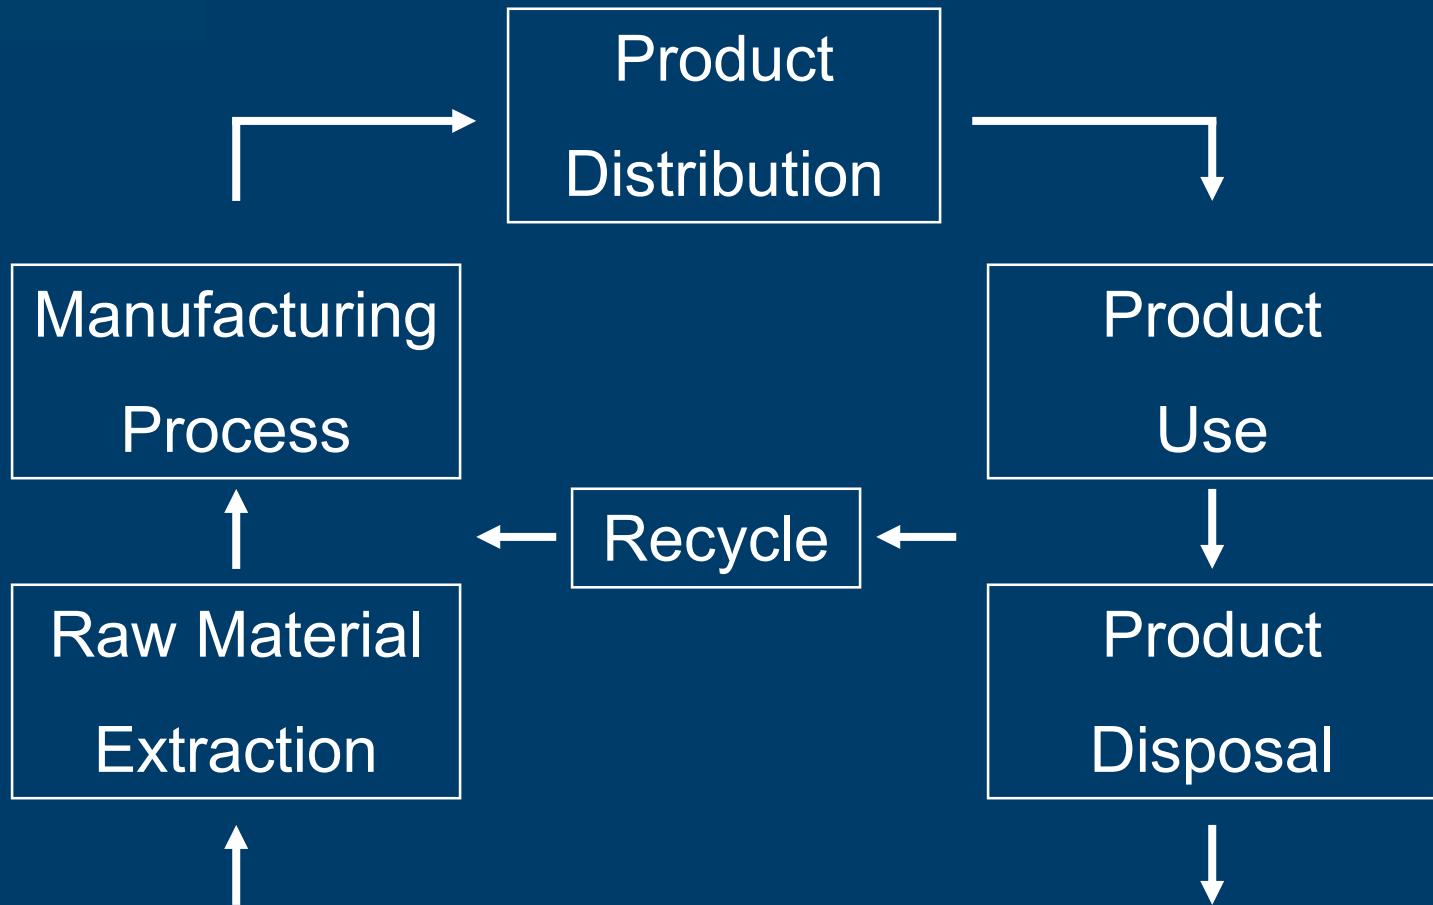 Product
Distribution
Manufacturing
Process
Product
Use
Recycle
Raw Material
Extraction
Product
Disposal